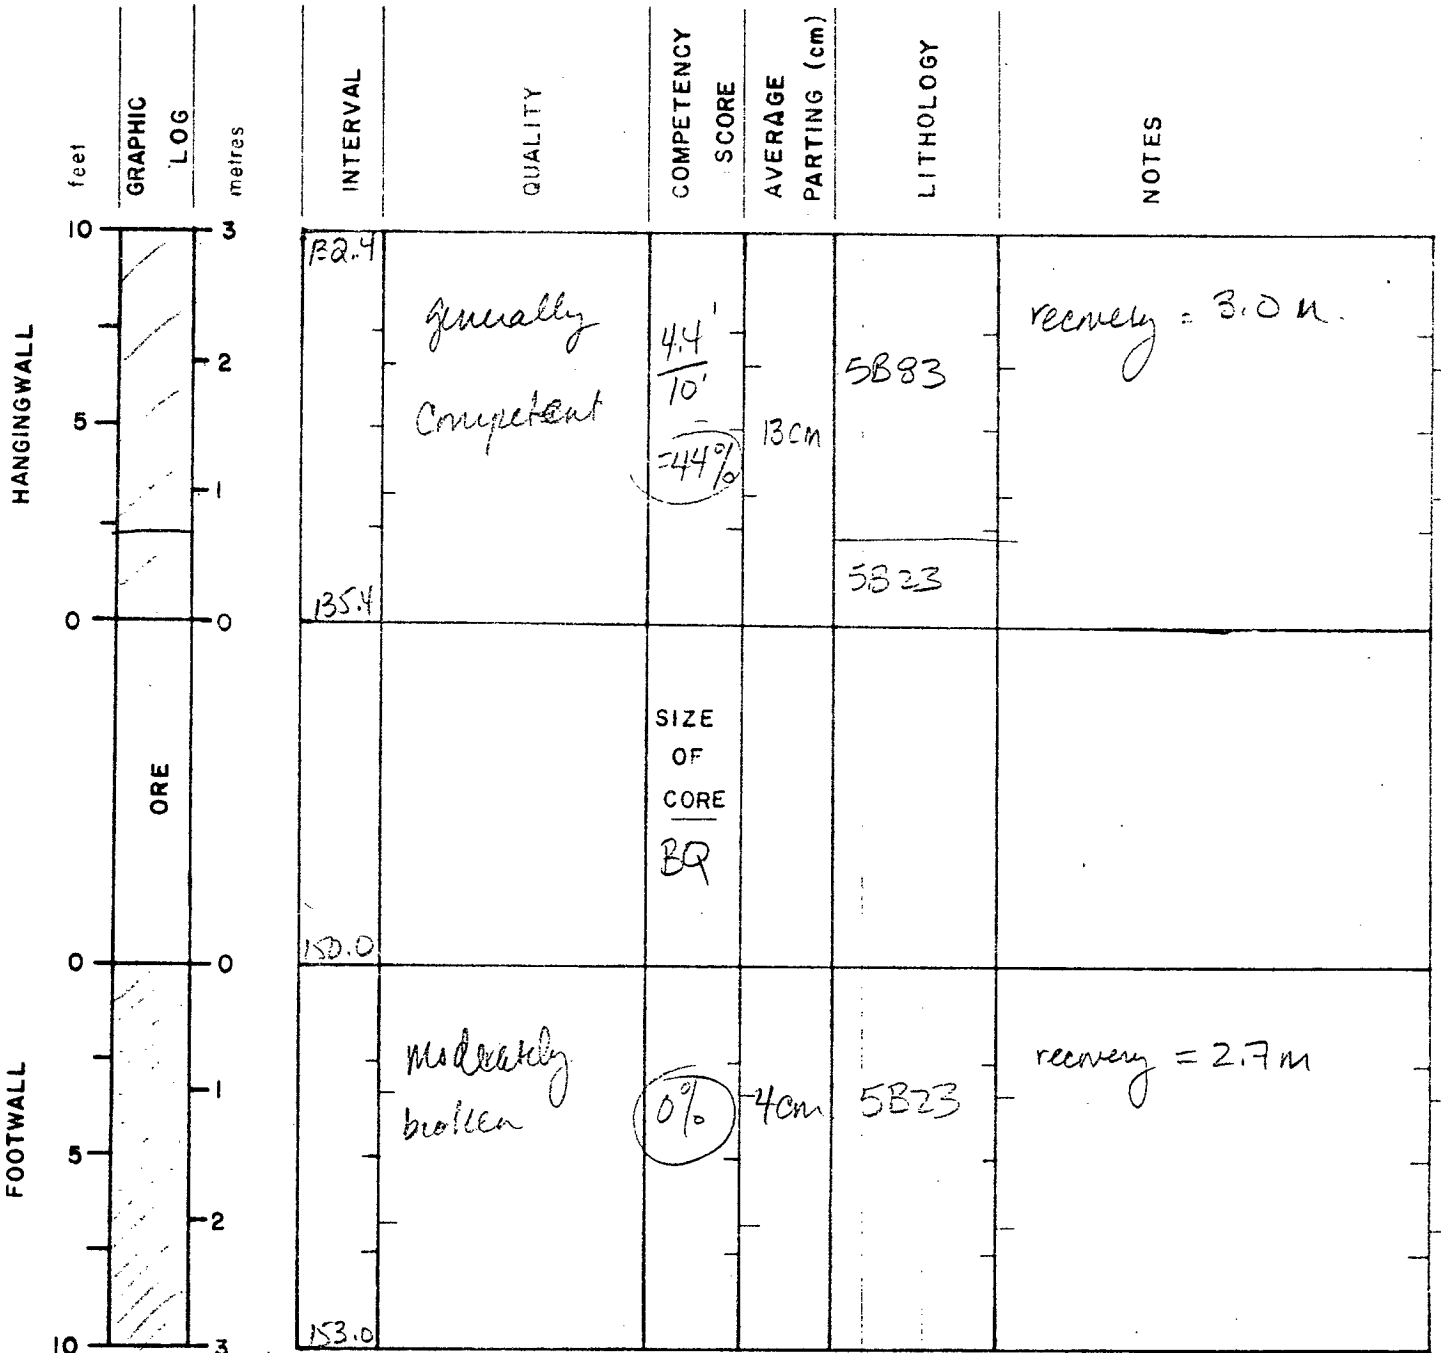 feet
GRAPHIC
LOG
metres
INTERVAL
QUALITY
COMPETENCY
SCORE
AVERAGE
PARTING (cm)
LITHOLOGY
NOTES
HANGINGWALL
10
5
0
3
2
1
0
132.4
generally
competent
4.4'
10'
=44%
13cm
5B83
recovery = 3.0 m.
5B23
135.4
ORE
SIZE
OF
CORE
BQ
150.0
FOOTWALL
0
5
10
0
1
2
3
moderately
broken
0%
4cm
5B23
recovery = 2.7m
153.0